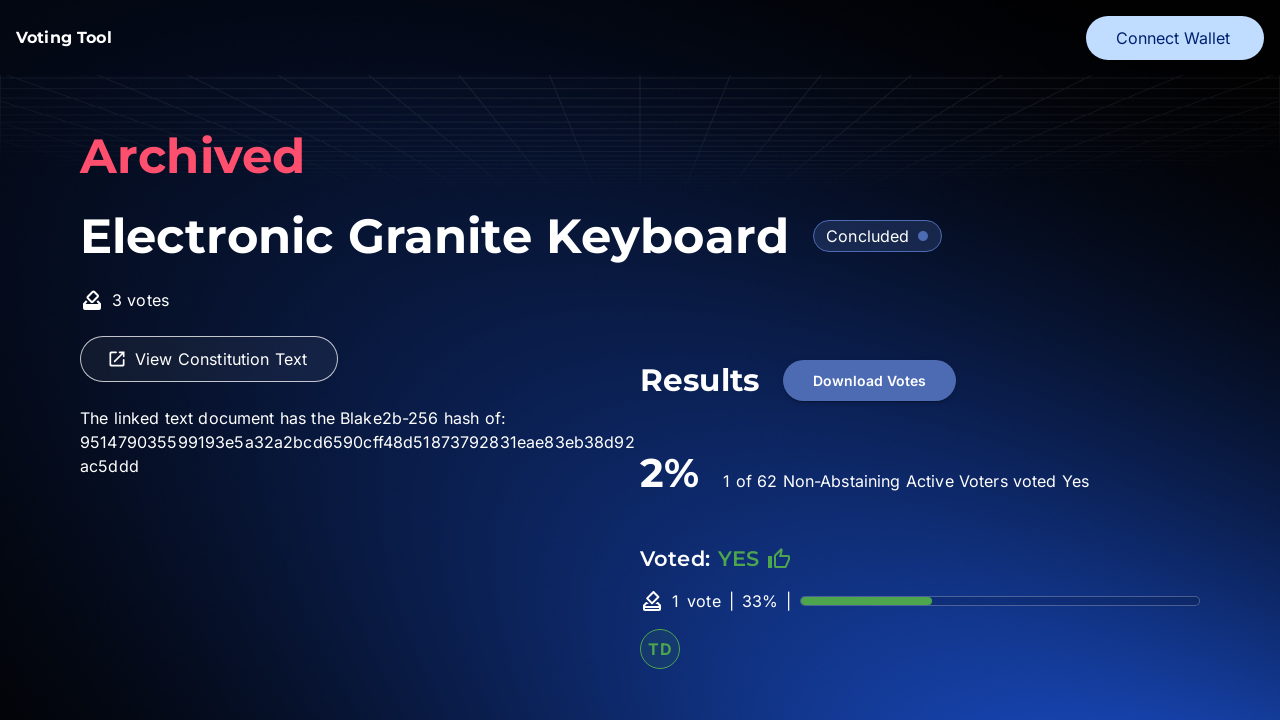 Voting Tool
Connect Wallet
Archived
Electronic Granite Keyboard
Concluded
3 votes
View Constitution Text
The linked text document has the Blake2b-256 hash of:
951479035599193e5a32a2bcd6590cff48d51873792831eae83eb38d92
ac5ddd
Results
Download Votes
2%
1 of 62 Non-Abstaining Active Voters voted Yes
Voted: YES
1 vote | 33% |
TD